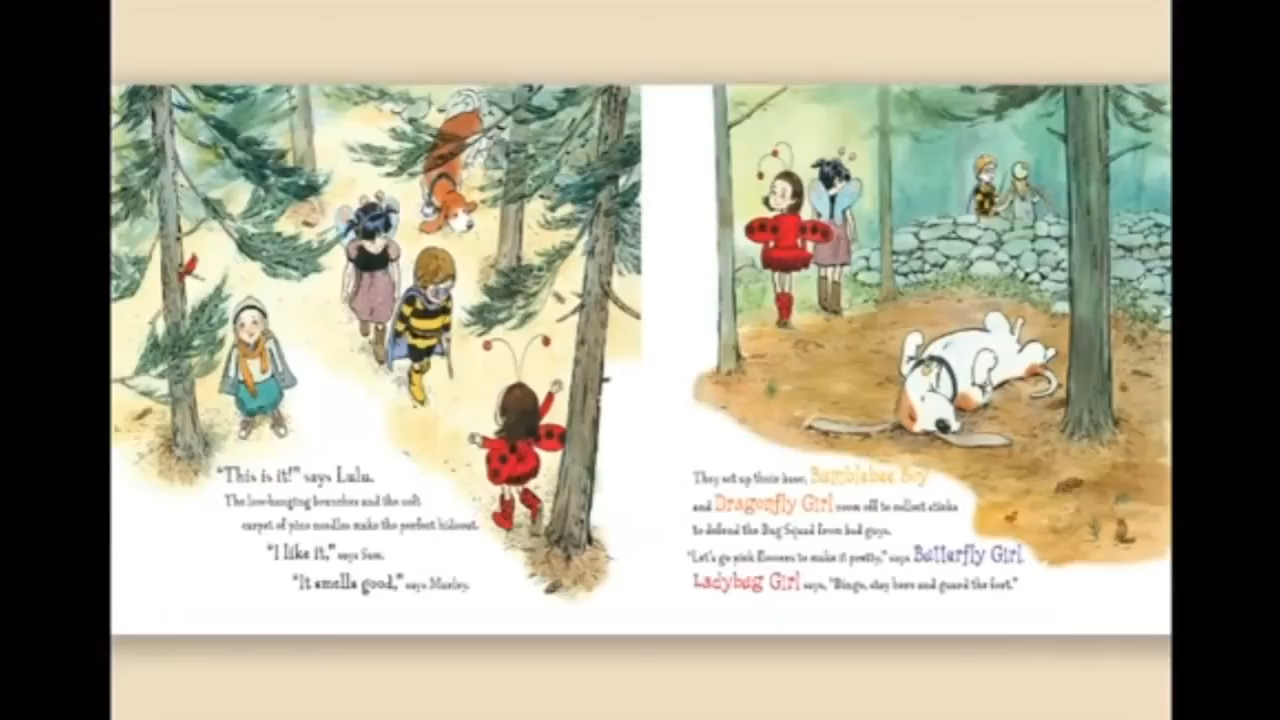 "This is it!" says Lulu.
The low-hanging branches and the soft
carpet of pine needles make the perfect hideout.
"I like it," says Sam.
"It smells good," says Marley.
They set up their base, Bumblebee Boy
and Dragonfly Girl zoom off to collect sticks
to defend the Bug Squad from bad guys.
"Let's go pick flowers to make it pretty," says Butterfly Girl.
Ladybug Girl says, "Bingo, stay here and guard the fort."